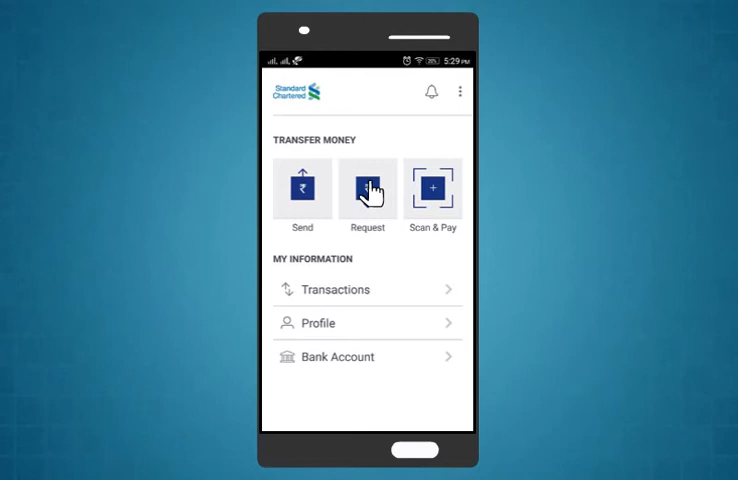 5:29 PM
Standard
Chartered
TRANSFER MONEY
₹
+
Send
Request
Scan & Pay
MY INFORMATION
Transactions
Profile
Bank Account